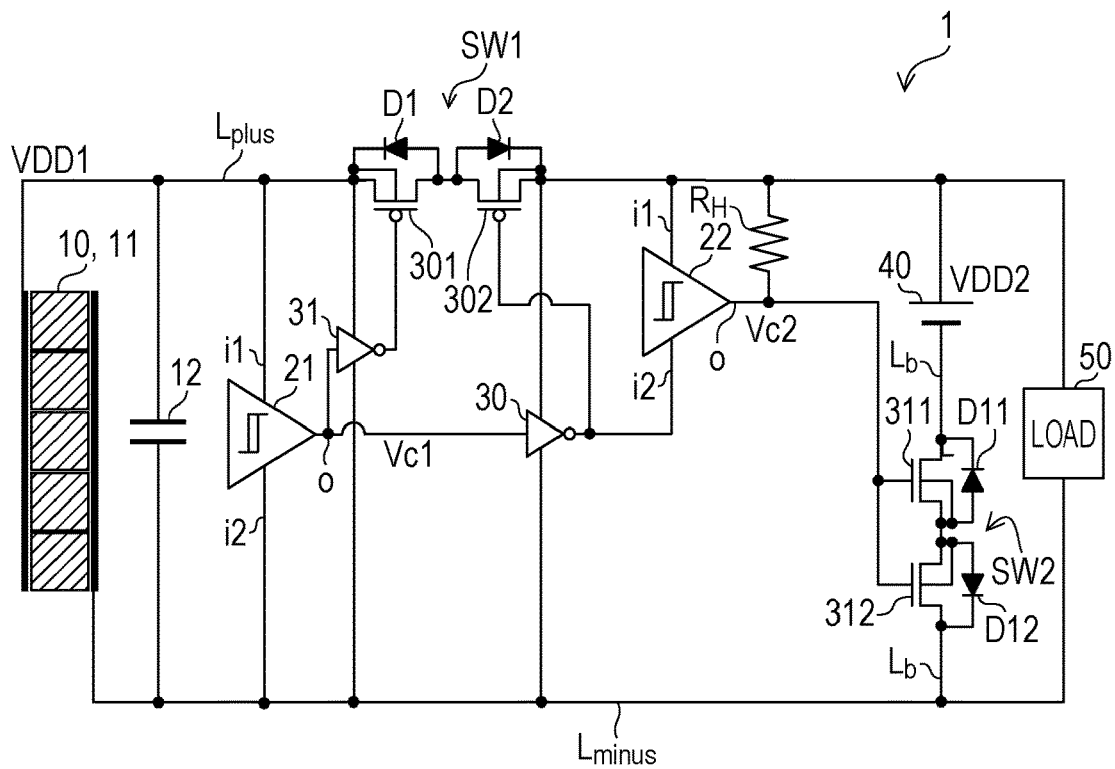 1
SW1
D1
D2
Lplus
VDD1
i1
RH
22
301
302
10, 11
40
VDD2
31
Vc2
o
Lb
50
i1
21
i2
12
30
311
D11
LOAD
Vc1
o
i2
SW2
312
D12
Lb
Lminus